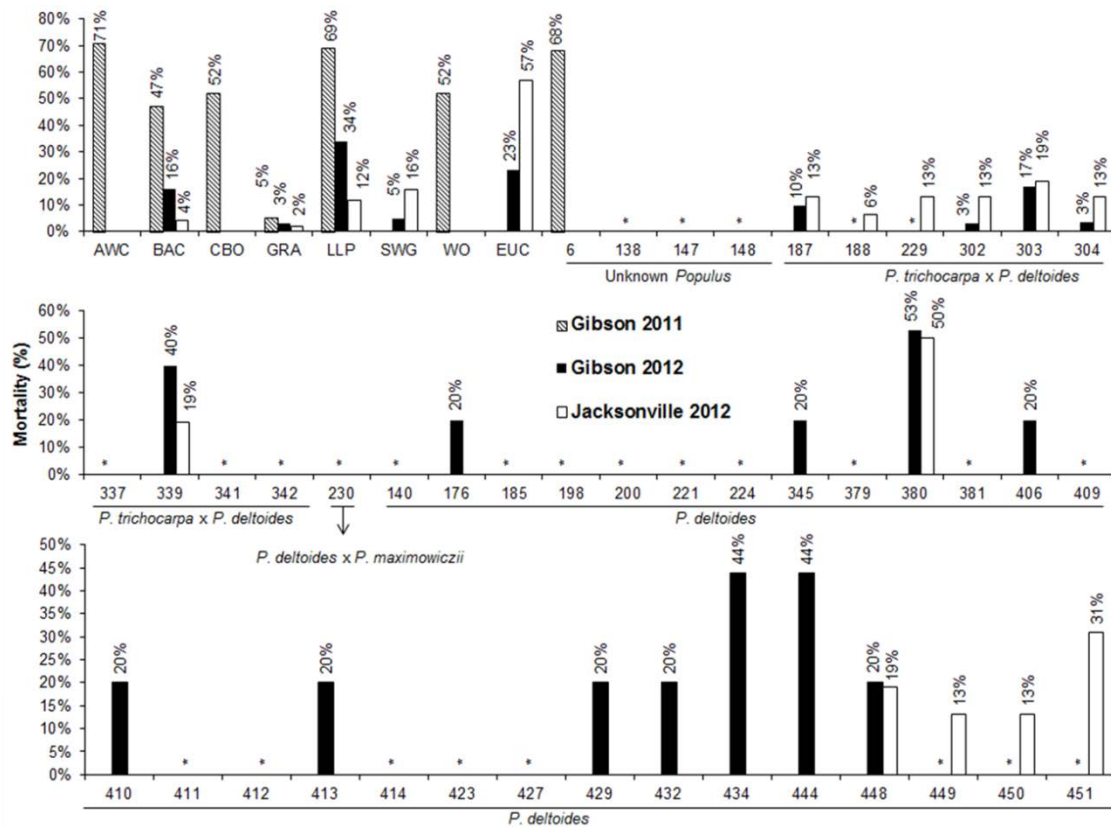 80%
70%
60%
50%
40%
30%
20%
10%
0%
71% 47% 16% 4% 52% 5% 3% 2% 69% 34% 12% 5% 16% 52% 23% 57% 68% * * * 10% 13% * 6% * 13% 3% 13% 17% 19% 3% 13%
AWC BAC CBO GRA LLP SWG WO EUC 6 138 147 148 187 188 229 302 303 304
Unknown Populus P. trichocarpa x P. deltoides
Mortality (%)
60%
50%
40%
30%
20%
10%
0%
Gibson 2011
Gibson 2012
Jacksonville 2012
* 40% 19% * * * * 20% * * * * * 20% * 53% 50% * 20% *
337 339 341 342 230 140 176 185 198 200 221 224 345 379 380 381 406 409
P. trichocarpa x P. deltoides P. deltoides
P. deltoides x P. maximowiczii
50%
45%
40%
35%
30%
25%
20%
15%
10%
5%
0%
20% * * 20% * * * 20% 20% 44% 44% 20% 19% * 13% * 13% * 31%
410 411 412 413 414 423 427 429 432 434 444 448 449 450 451
P. deltoides